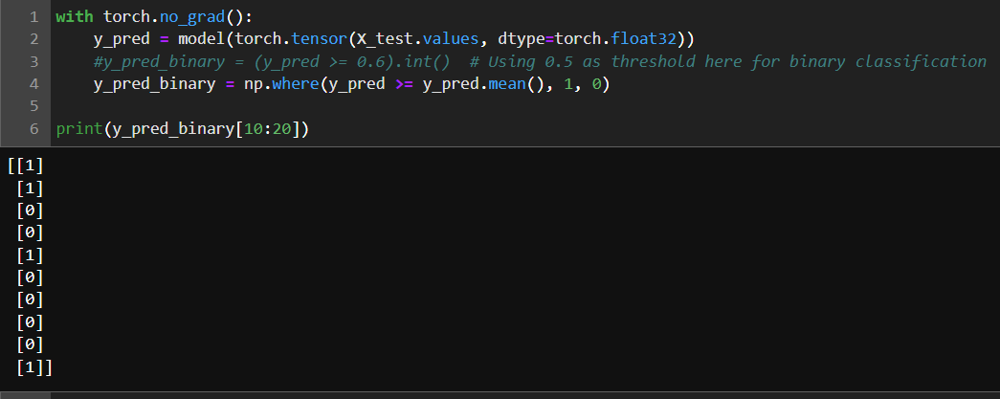 1 with torch.no_grad():
2     y_pred = model(torch.tensor(X_test.values, dtype=torch.float32))
3     #y_pred_binary = (y_pred >= 0.6).int()  # Using 0.5 as threshold here for binary classification
4     y_pred_binary = np.where(y_pred >= y_pred.mean(), 1, 0)
5
6 print(y_pred_binary[10:20])
[[1]
 [1]
 [0]
 [0]
 [1]
 [0]
 [0]
 [0]
 [0]
 [1]]